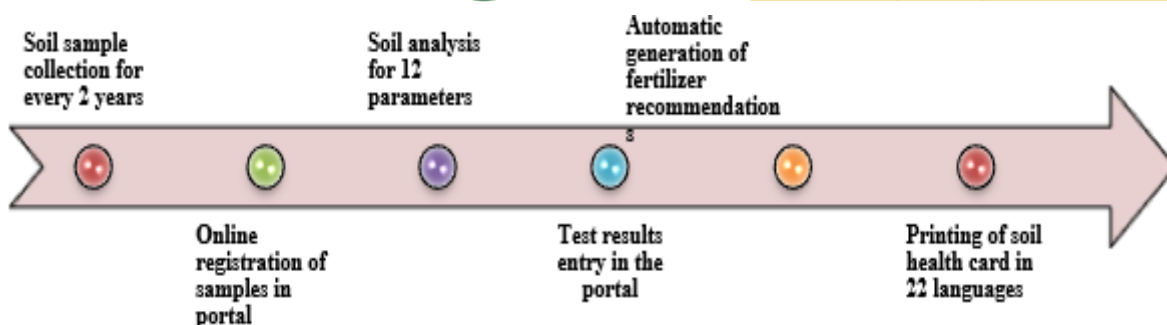 Soil sample
collection for
every 2 years
Online
registration of
samples in
portal
Soil analysis
for 12
parameters
Test results
entry in the
portal
Automatic
generation of
fertilizer
recommendation
s
Printing of soil
health card in
22 languages